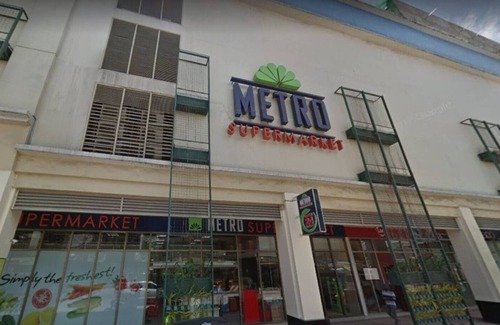 METRO
SUPERMARKET
PERMARKET
METRO SUP
Simply the freshest!